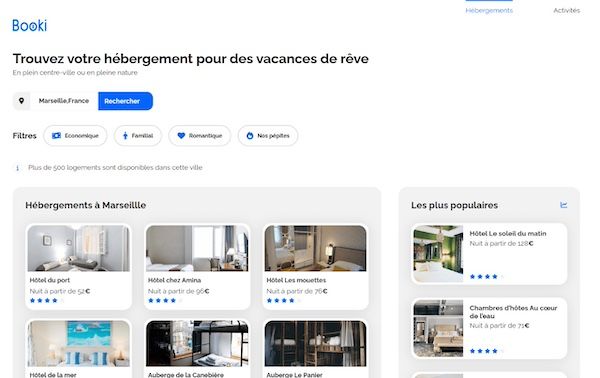 Hébergements
Activités
Booki
Trouvez votre hébergement pour des vacances de rêve
En plein centre-ville ou en pleine nature
Marseille,France
Rechercher
Filtres
Economique
Familial
Romantique
Nos pépites
Plus de 500 logements sont disponibles dans cette ville
Hébergements à Marseillle
Hôtel du port
Nuit à partir de 52€
Hôtel chez Amina
Nuit à partir de 96€
Hôtel Les mouettes
Nuit à partir de 76€
Hôtel de la mer
Auberge de la Canebière
Auberge Le Panier
Les plus populaires
Hôtel Le soleil du matin
Nuit à partir de 128€
Chambres d'hôtes Au cœur
de l'eau
Nuit à partir de 71€